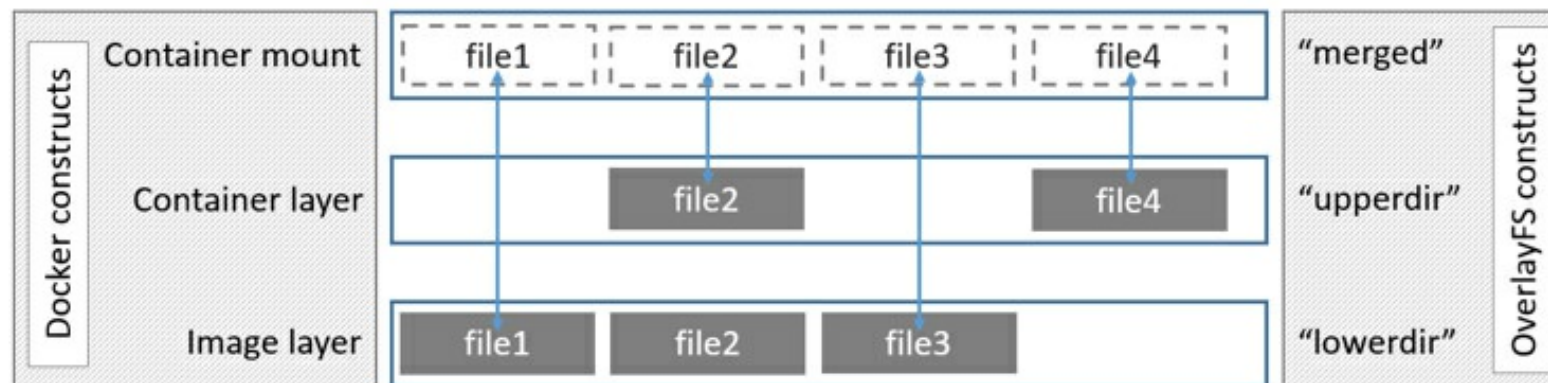 Docker constructs
Container mount
file1 file2 file3 file4
“merged”
Container layer
file2 file4
“upperdir”
Image layer
file1 file2 file3
“lowerdir”
OverlayFS constructs